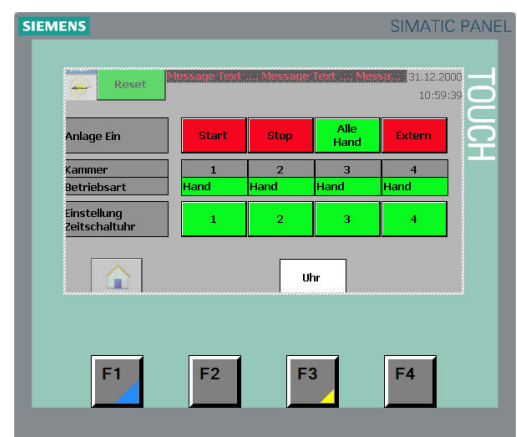 SIEMENS
SIMATIC PANEL
TOUCH
Reset
Message Text .:.: Message Text .:.: Messa.:.:
31.12.2000
10:59:39
Anlage Ein
Start
Stop
Alle
Hand
Extern
Kammer
1
2
3
4
Betriebsart
Hand
Hand
Hand
Hand
Einstellung
Zeitschaltuhr
1
2
3
4
Uhr
F1
F2
F3
F4